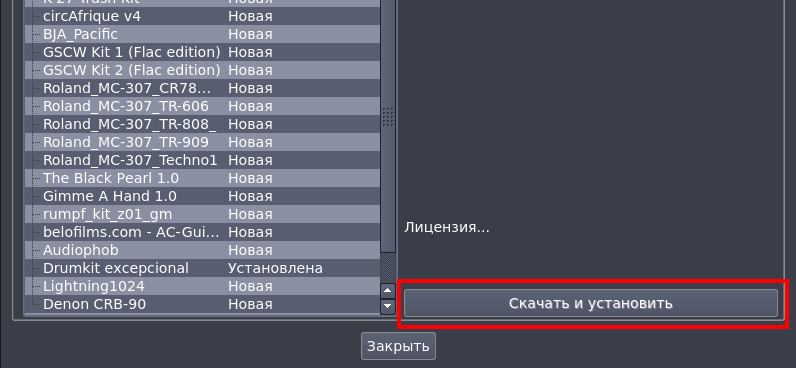 K-27 Trash Kit Новая
circAfrique v4 Новая
BJA_Pacific Новая
GSCW Kit 1 (Flac edition) Новая
GSCW Kit 2 (Flac edition) Новая
Roland_MC-307_CR78... Новая
Roland_MC-307_TR-606 Новая
Roland_MC-307_TR-808_ Новая
Roland_MC-307_TR-909 Новая
Roland_MC-307_Techno1 Новая
The Black Pearl 1.0 Новая
Gimme A Hand 1.0 Новая
rumpf_kit_z01_gm Новая
Лицензия...
belofilms.com - AC-Gui... Новая
Audiophob Новая
Drumkit excepcional Установлена
Lightning1024 Новая
Denon CRB-90 Новая
Скачать и установить
Закрыть